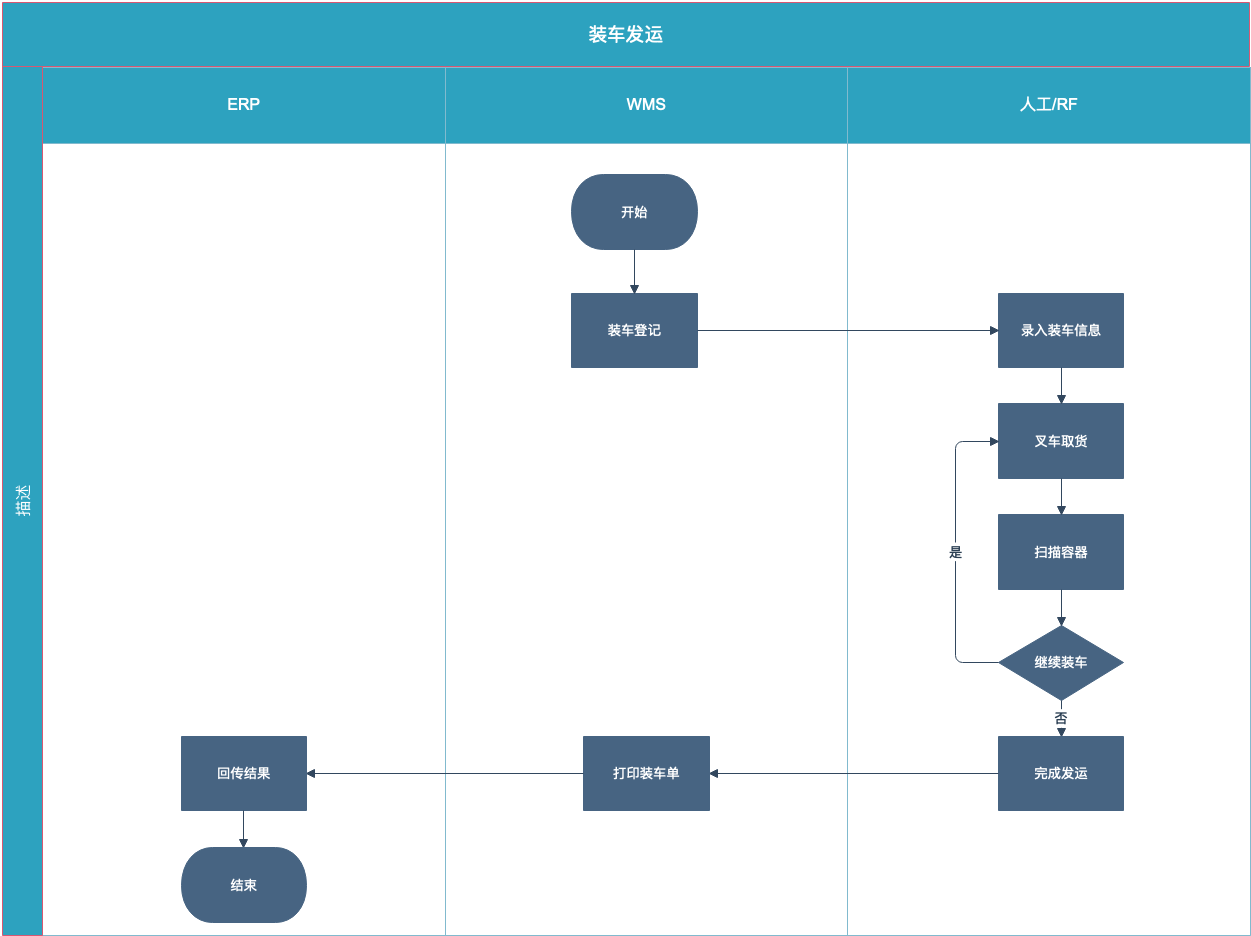 装车发运
ERP
WMS
人工/RF
描述
开始
装车登记
录入装车信息
叉车取货
扫描容器
是
继续装车
否
回传结果
打印装车单
完成发运
结束